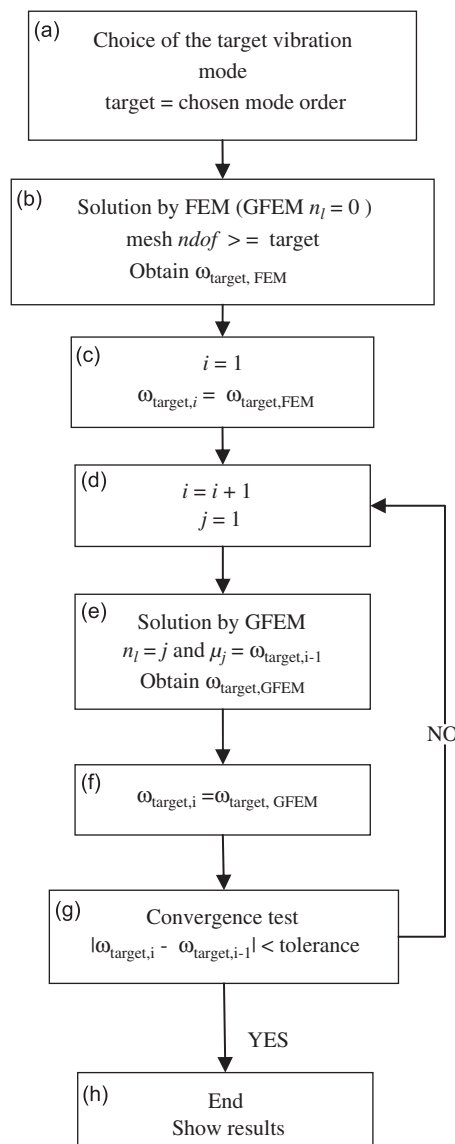 (a)
Choice of the target vibration
mode
target = chosen mode order
(b)
Solution by FEM (GFEM n_l = 0 )
mesh ndof > = target
Obtain ω_target, FEM
(c)
i = 1
ω_target,i = ω_target,FEM
(d)
i = i + 1
j = 1
(e)
Solution by GFEM
n_l = j and μ_j = ω_target,i-1
Obtain ω_target,GFEM
(f)
ω_target,i =ω_target, GFEM
(g)
Convergence test
|ω_target,i - ω_target,i-1| < tolerance
NO
YES
(h)
End
Show results